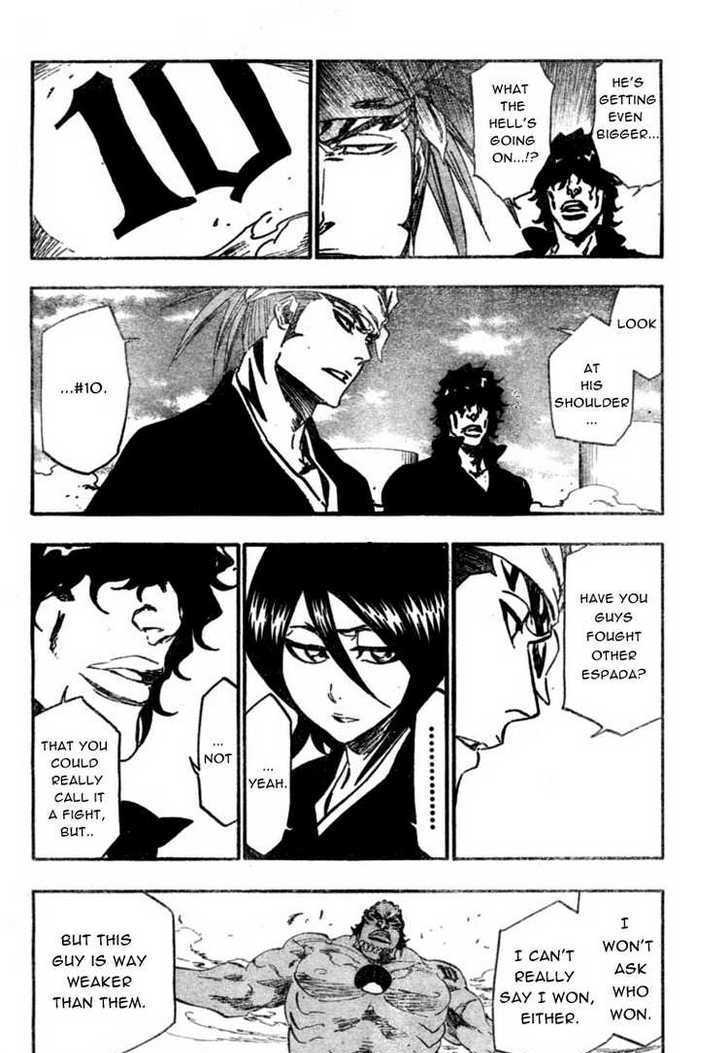 HE'S
GETTING
EVEN
BIGGER...
WHAT
THE
HELL'S
GOING
ON...!?
10
LOOK
AT
HIS
SHOULDER
...
...#10.
HAVE YOU
GUYS
FOUGHT
OTHER
ESPADA?
.........
...
YEAH.
...
NOT
THAT YOU
COULD
REALLY
CALL IT
A FIGHT,
BUT..
I
WON'T
ASK
WHO
WON.
I CAN'T
REALLY
SAY I WON,
EITHER.
10
BUT THIS
GUY IS WAY
WEAKER
THAN THEM.